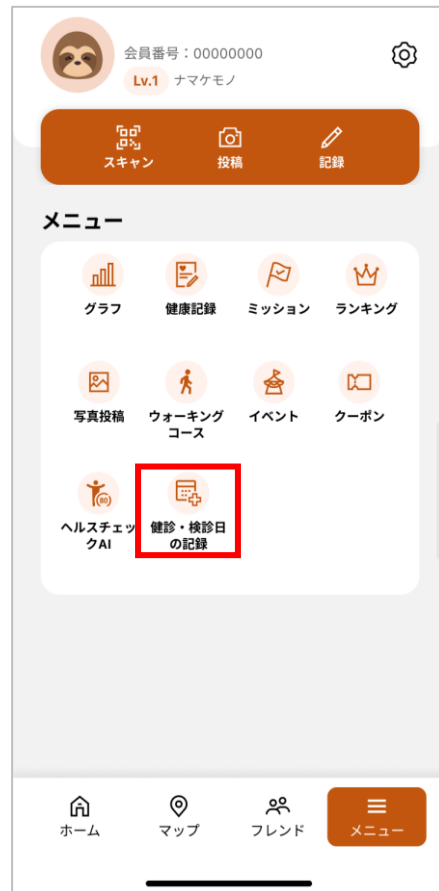 会員番号：00000000
Lv.1 ナマケモノ
スキャン 投稿 記録
メニュー
グラフ 健康記録 ミッション ランキング
写真投稿 ウォーキング イベント クーポン
コース
ヘルスチェッ 健診・検診日
クAI の記録
ホーム マップ フレンド メニュー